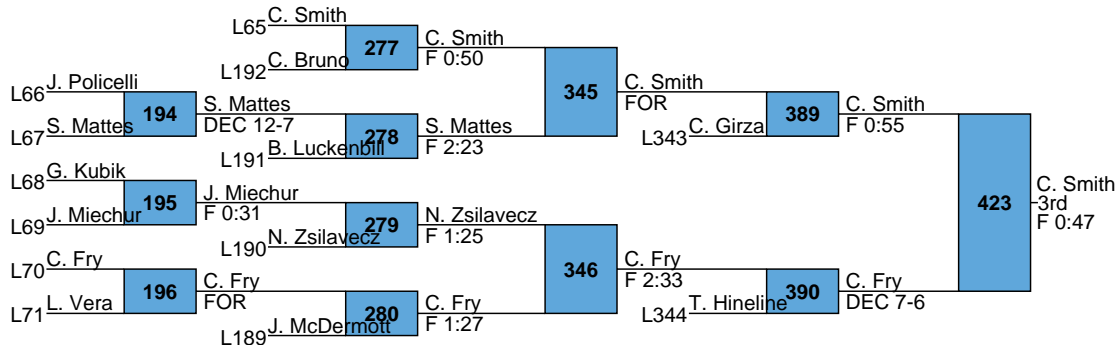 L65 C. Smith
277
C. Smith
F 0:50
L192 C. Bruno
L66 J. Policelli
194
S. Mattes
DEC 12-7
L67 S. Mattes
278
S. Mattes
F 2:23
L191 B. Luckenbill
345
C. Smith
FOR
L343 C. Girza
389
C. Smith
F 0:55
L68 G. Kubik
195
J. Miechur
F 0:31
L69 J. Miechur
279
N. Zsilavecz
F 1:25
L190 N. Zsilavecz
L70 C. Fry
196
C. Fry
FOR
L71 L. Vera
280
C. Fry
F 1:27
L189 J. McDermott
346
C. Fry
F 2:33
L344 T. Hineline
390
C. Fry
DEC 7-6
423
C. Smith
3rd
F 0:47